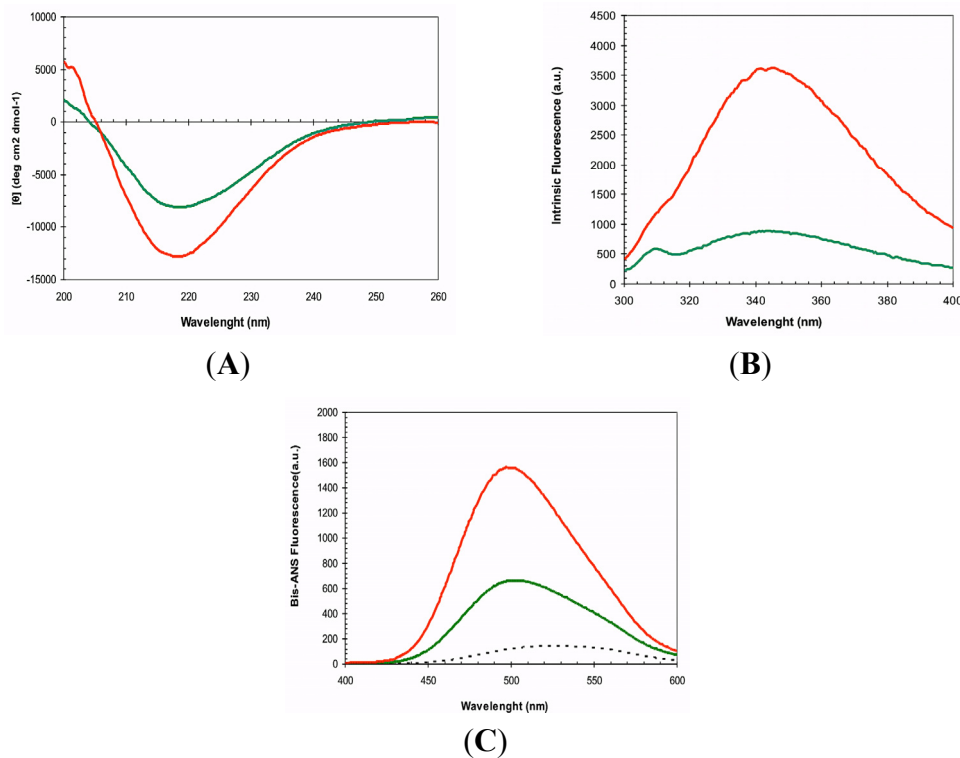 10000
5000
0
-5000
-10000
-15000
[θ] (deg cm2 dmol-1)
200 210 220 230 240 250 260
Wavelenght (nm)
(A)
4500
4000
3500
3000
2500
2000
1500
1000
500
0
Intrinsic Fluorescence (a.u.)
300 320 340 360 380 400
Wavelenght (nm)
(B)
2000
1800
1600
1400
1200
1000
800
600
400
200
0
Bis-ANS Fluorescence(a.u.)
400 450 500 550 600
Wavelenght (nm)
(C)